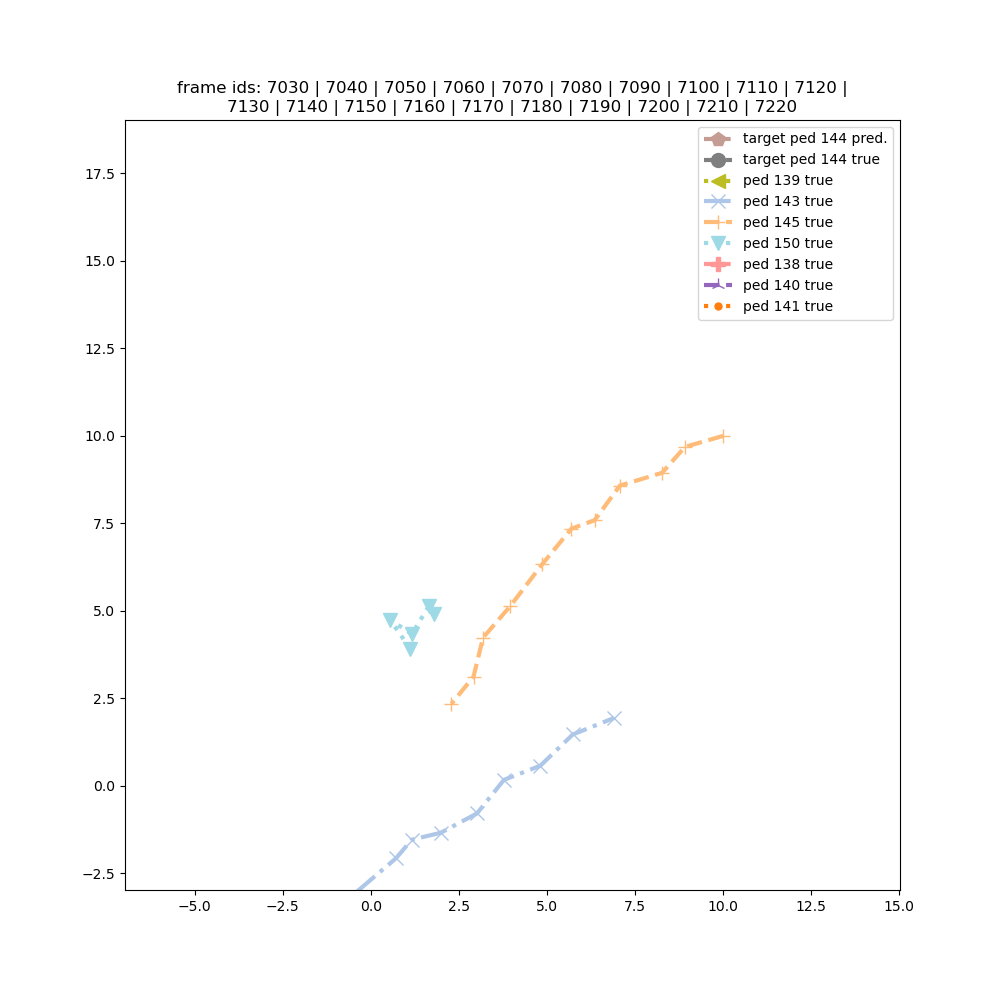 frame ids: 7030 | 7040 | 7050 | 7060 | 7070 | 7080 | 7090 | 7100 | 7110 | 7120 |
7130 | 7140 | 7150 | 7160 | 7170 | 7180 | 7190 | 7200 | 7210 | 7220
target ped 144 pred.
target ped 144 true
ped 139 true
ped 143 true
ped 145 true
ped 150 true
ped 138 true
ped 140 true
ped 141 true
17.5
15.0
12.5
10.0
7.5
5.0
2.5
0.0
−2.5
−5.0 −2.5 0.0 2.5 5.0 7.5 10.0 12.5 15.0